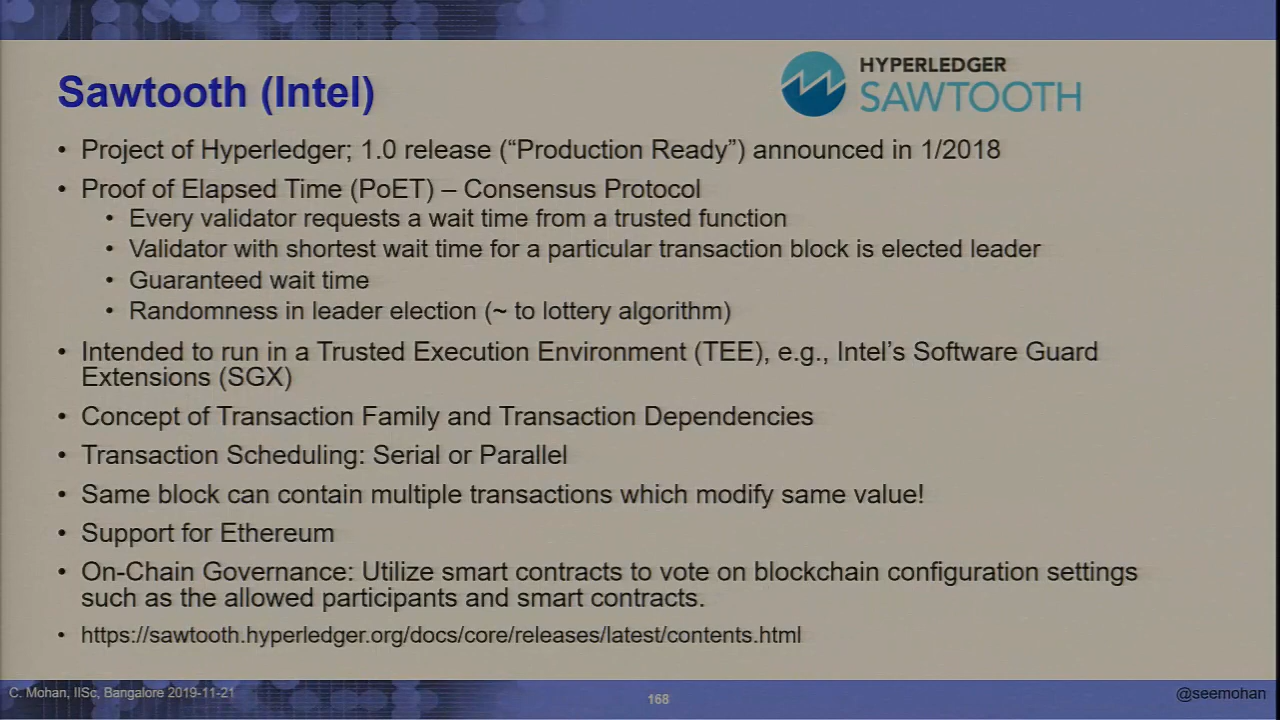 Sawtooth (Intel)
HYPERLEDGER
SAWTOOTH
• Project of Hyperledger; 1.0 release (“Production Ready”) announced in 1/2018
• Proof of Elapsed Time (PoET) – Consensus Protocol
• Every validator requests a wait time from a trusted function
• Validator with shortest wait time for a particular transaction block is elected leader
• Guaranteed wait time
• Randomness in leader election (~ to lottery algorithm)
• Intended to run in a Trusted Execution Environment (TEE), e.g., Intel’s Software Guard
Extensions (SGX)
• Concept of Transaction Family and Transaction Dependencies
• Transaction Scheduling: Serial or Parallel
• Same block can contain multiple transactions which modify same value!
• Support for Ethereum
• On-Chain Governance: Utilize smart contracts to vote on blockchain configuration settings
such as the allowed participants and smart contracts.
• https://sawtooth.hyperledger.org/docs/core/releases/latest/contents.html
C. Mohan, IISc, Bangalore 2019-11-21
168
@seemohan